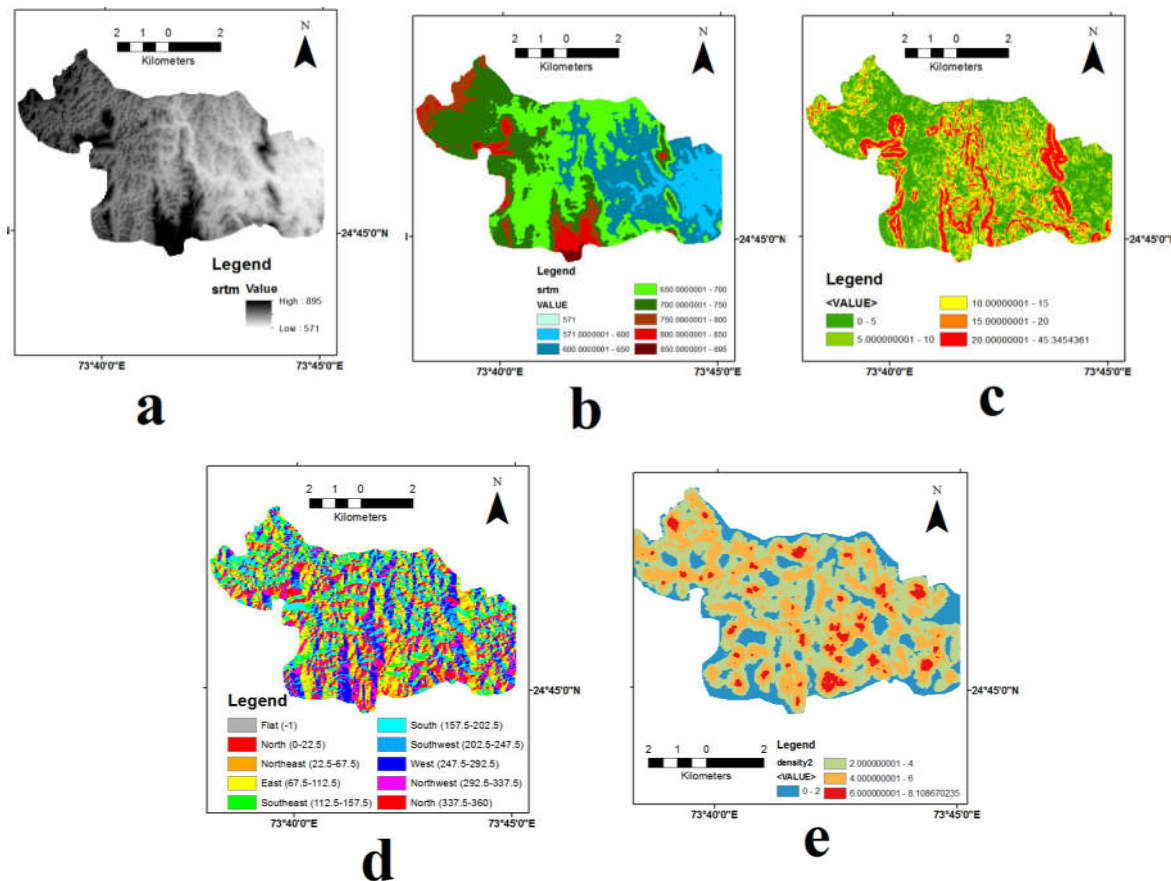 2 1 0 2
Kilometers
N
24°45'0"N
Legend
srtm Value
High : 895
Low : 571
73°40'0"E 73°45'0"E
a
2 1 0 2
Kilometers
N
24°45'0"N
Legend
srtm
VALUE
571
571.0000001 - 600
600.0000001 - 650
650.0000001 - 700
700.0000001 - 750
750.0000001 - 800
800.0000001 - 850
850.0000001 - 895
73°40'0"E 73°45'0"E
b
2 1 0 2
Kilometers
N
Legend
<VALUE>
0 - 5
5.000000001 - 10
10.00000001 - 15
15.00000001 - 20
20.00000001 - 45.3454361
73°40'0"E 73°45'0"E
c
2 1 0 2
Kilometers
N
24°45'0"N
Legend
Flat (-1)
North (0-22.5)
Northeast (22.5-67.5)
East (67.5-112.5)
Southeast (112.5-157.5)
South (157.5-202.5)
Southwest (202.5-247.5)
West (247.5-292.5)
Northwest (292.5-337.5)
North (337.5-360)
73°40'0"E 73°45'0"E
d
N
24°45'0"N
2 1 0 2
Kilometers
Legend
density2
<VALUE>
0 - 2
2.000000001 - 4
4.000000001 - 6
6.000000001 - 8.108670235
73°40'0"E 73°45'0"E
e